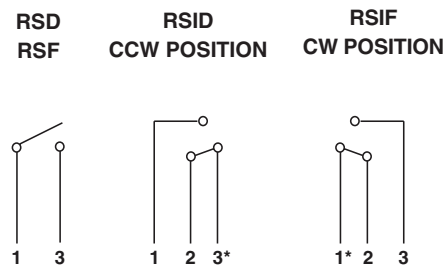 RSD
RSF
RSID
CCW POSITION
RSIF
CW POSITION
1 3
1 2 3*
1* 2 3